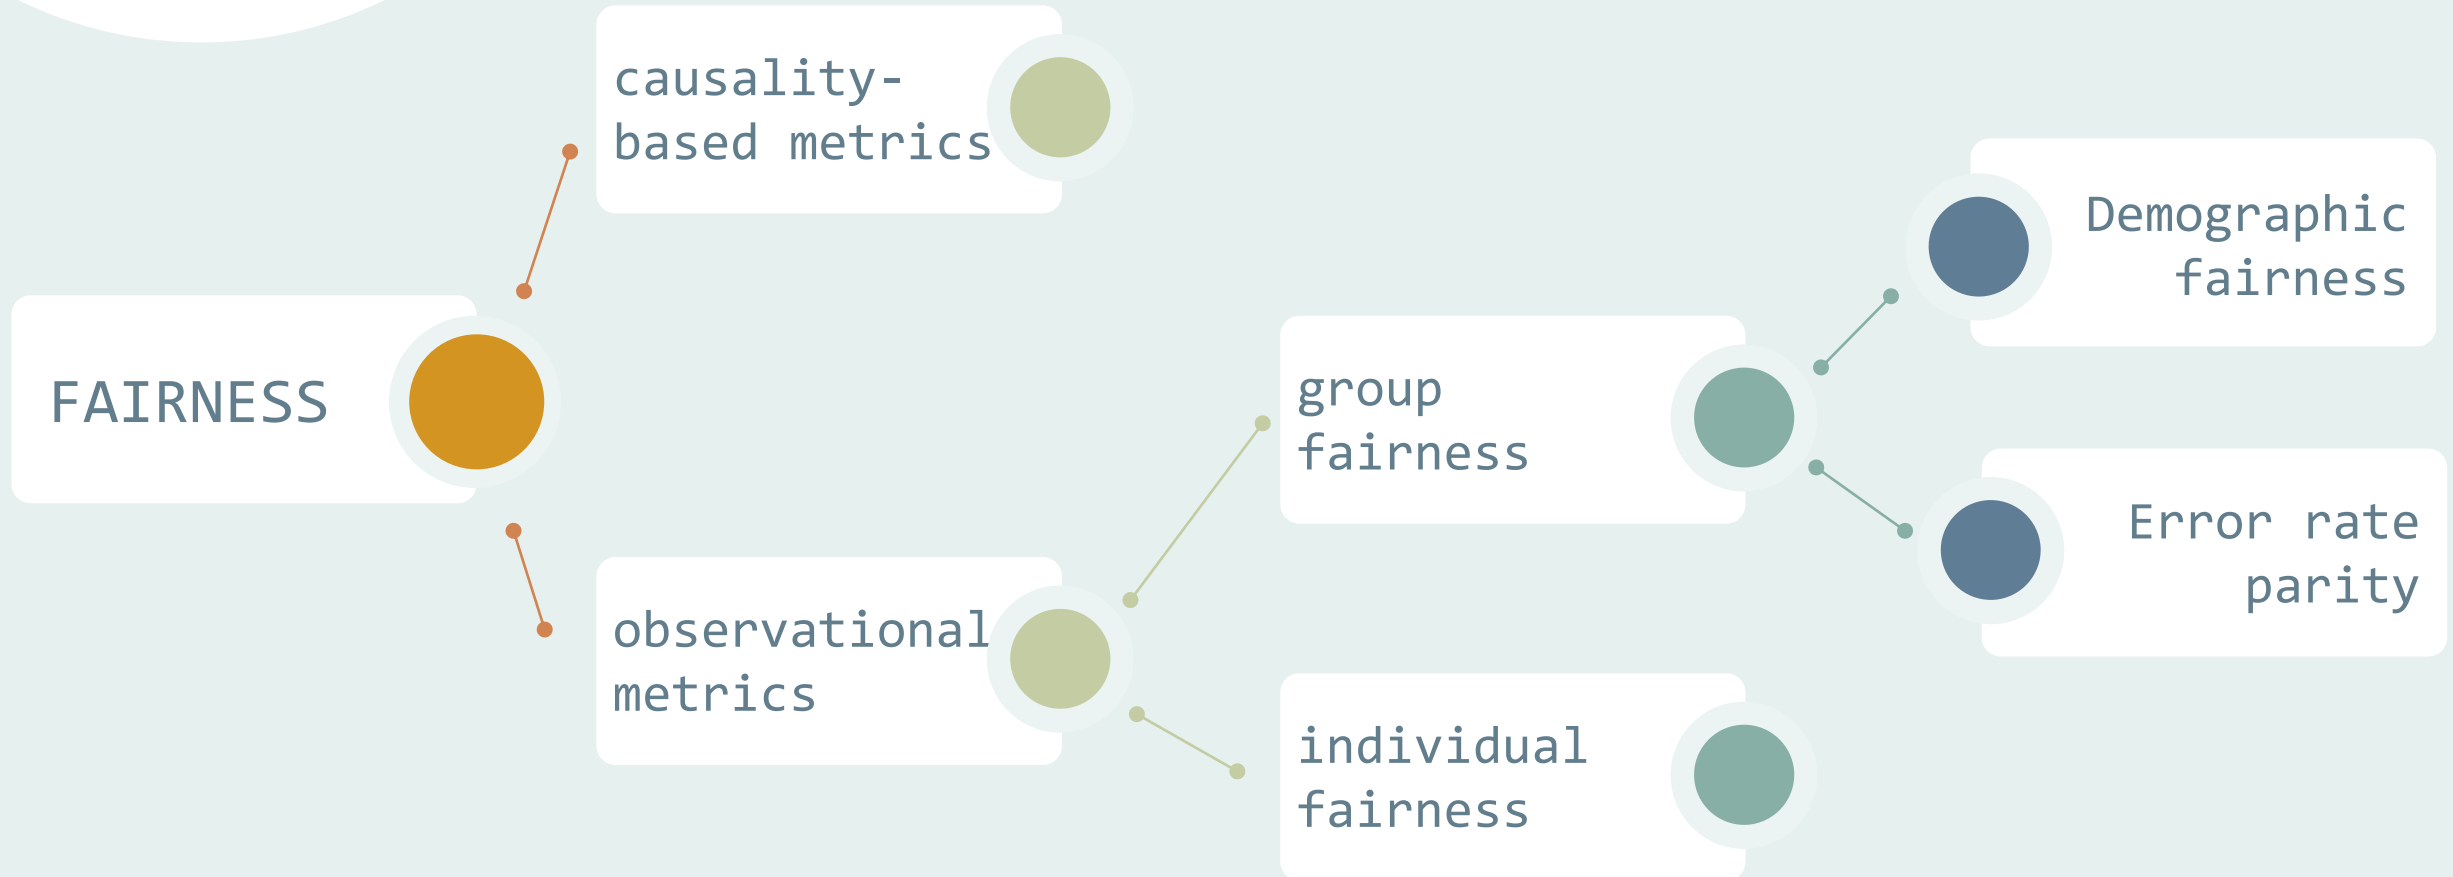 causality-
based metrics
FAIRNESS
observational
metrics
group
fairness
individual
fairness
Demographic
fairness
Error rate
parity